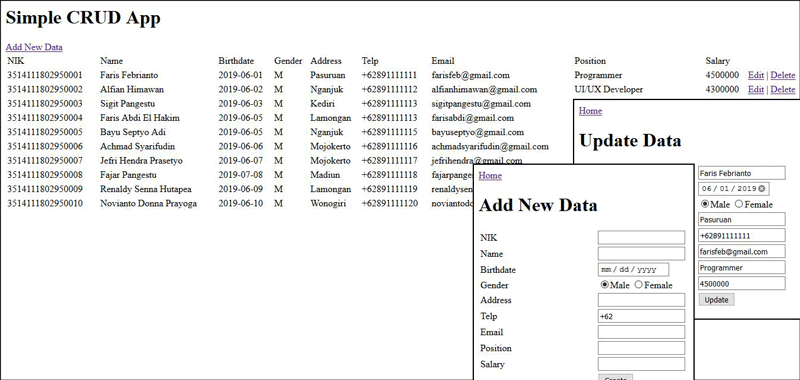 Simple CRUD App
Add New Data
NIK Name Birthdate Gender Address Telp Email Position Salary
3514111802950001 Faris Febrianto 2019-06-01 M Pasuruan +62891111111 farisfeb@gmail.com Programmer 4500000 Edit | Delete
3514111802950002 Alfian Himawan 2019-06-02 M Nganjuk +62891111112 alfianhimawan@gmail.com UI/UX Developer 4300000 Edit | Delete
3514111802950003 Sigit Pangestu 2019-06-03 M Kediri +62891111113 sigitpangestu@gmail.com
3514111802950004 Faris Abdi El Hakim 2019-06-05 M Lamongan +62891111113 farisabdi@gmail.com
3514111802950005 Bayu Septyo Adi 2019-06-05 M Nganjuk +62891111115 bayuseptyo@gmail.com
3514111802950006 Achmad Syarifudin 2019-06-06 M Mojokerto +62891111116 achmadsyarifudin@gmail.com
3514111802950007 Jefri Hendra Prasetyo 2019-06-07 M Mojokerto +62891111117 jefrihendra@gmail.com
3514111802950008 Fajar Pangestu 2019-07-08 M Madiun +62891111118 fajarpanges
3514111802950009 Renaldy Senna Hutapea 2019-06-09 M Lamongan +62891111119 renaldysen
3514111802950010 Novianto Donna Prayoga 2019-06-10 M Wonogiri +62891111120 noviantodo
Home
Update Data
Faris Febrianto
06 / 01 / 2019
Male Female
Pasuruan
+62891111111
farisfeb@gmail.com
Programmer
4500000
Update
Home
Add New Data
NIK
Name
Birthdate mm / dd / yyyy
Gender Male Female
Address
Telp +62
Email
Position
Salary